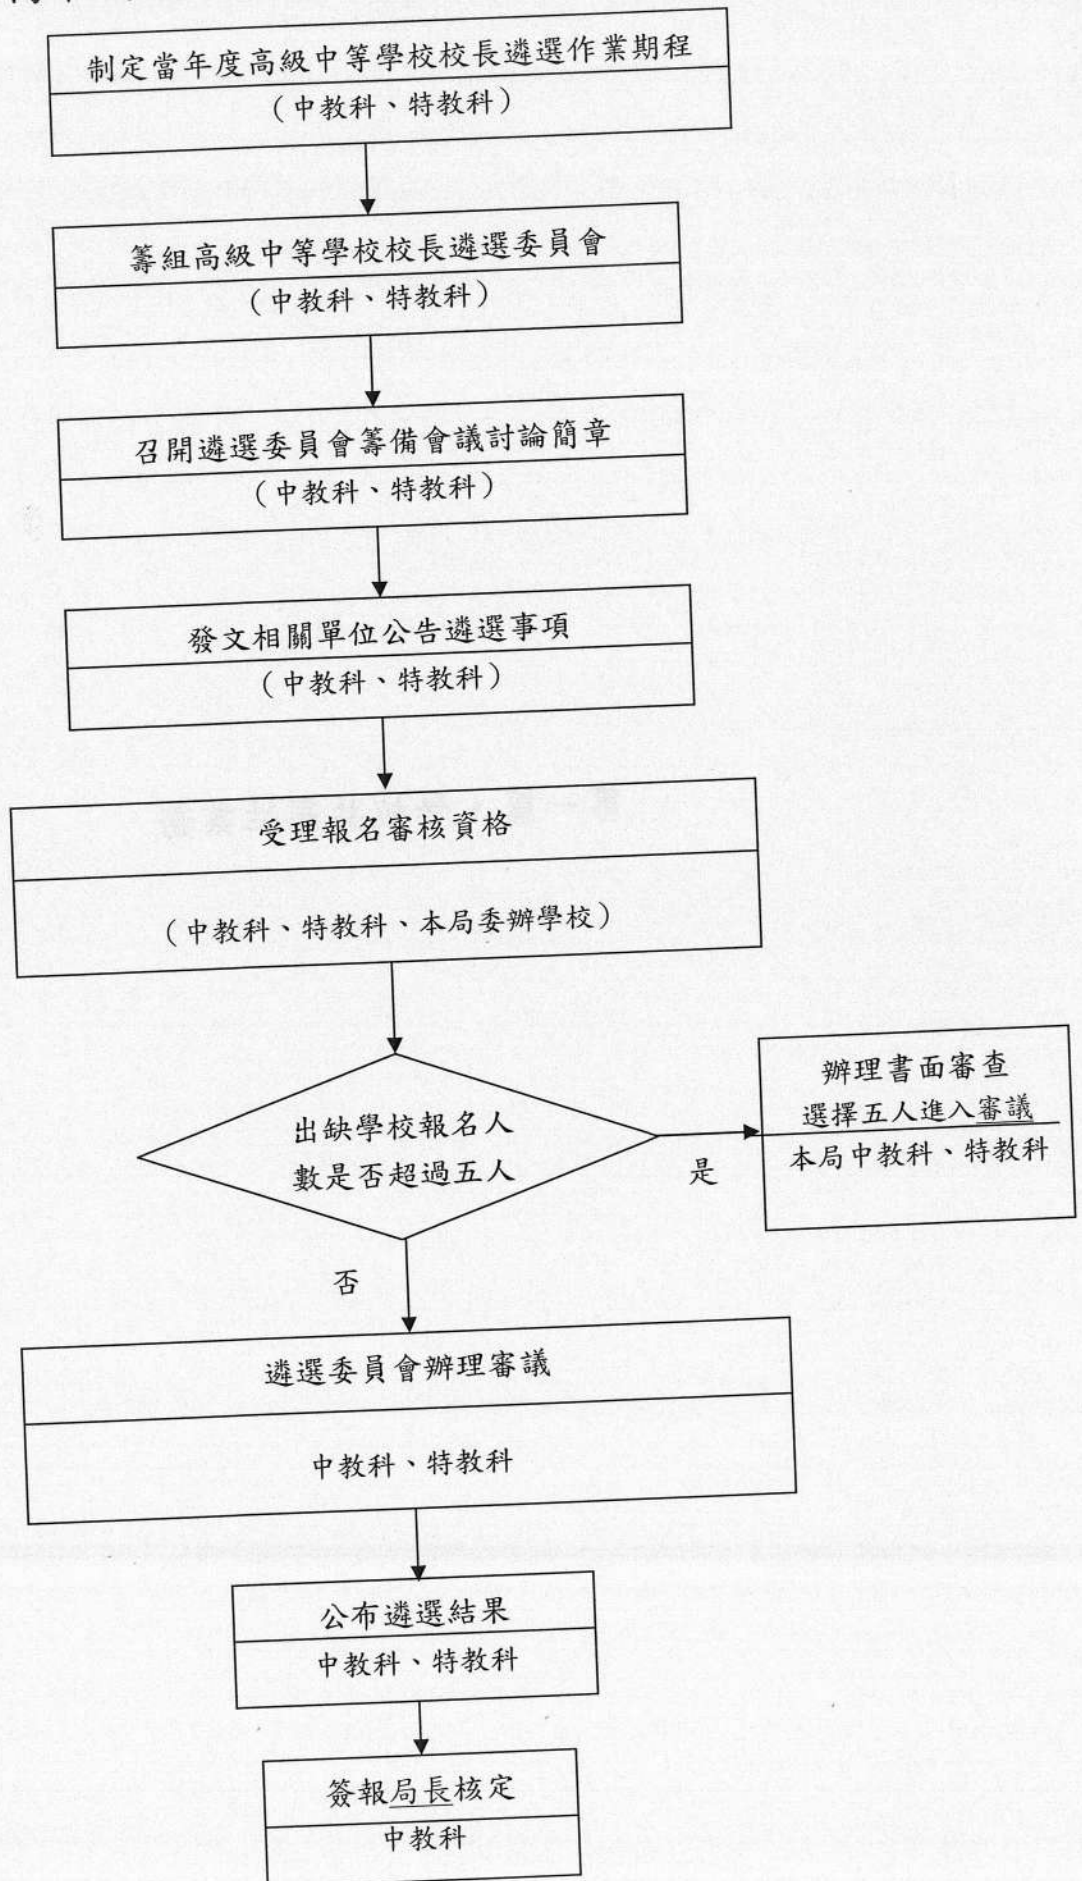 制定當年度高級中等學校校長遴選作業期程
（中教科、特教科）
籌組高級中等學校校長遴選委員會
（中教科、特教科）
召開遴選委員會籌備會議討論簡章
（中教科、特教科）
發文相關單位公告遴選事項
（中教科、特教科）
受理報名審核資格
（中教科、特教科、本局委辦學校）
出缺學校報名人
數是否超過五人
是
辦理書面審查
選擇五人進入審議
本局中教科、特教科
否
遴選委員會辦理審議
中教科、特教科
公布遴選結果
中教科、特教科
簽報局長核定
中教科